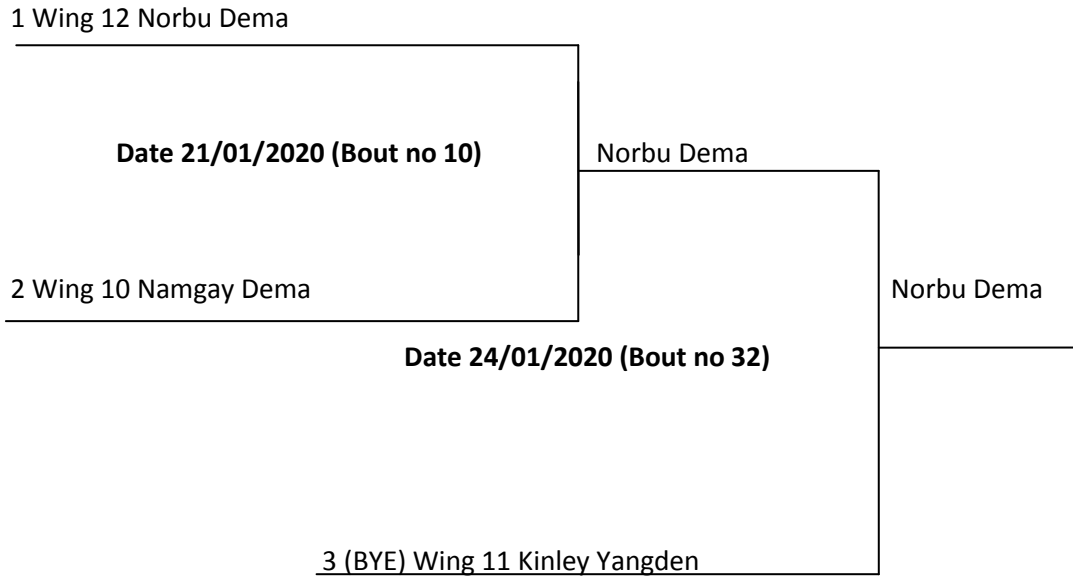 1 Wing 12 Norbu Dema
Date 21/01/2020 (Bout no 10)
Norbu Dema
2 Wing 10 Namgay Dema
Norbu Dema
Date 24/01/2020 (Bout no 32)
3 (BYE) Wing 11 Kinley Yangden